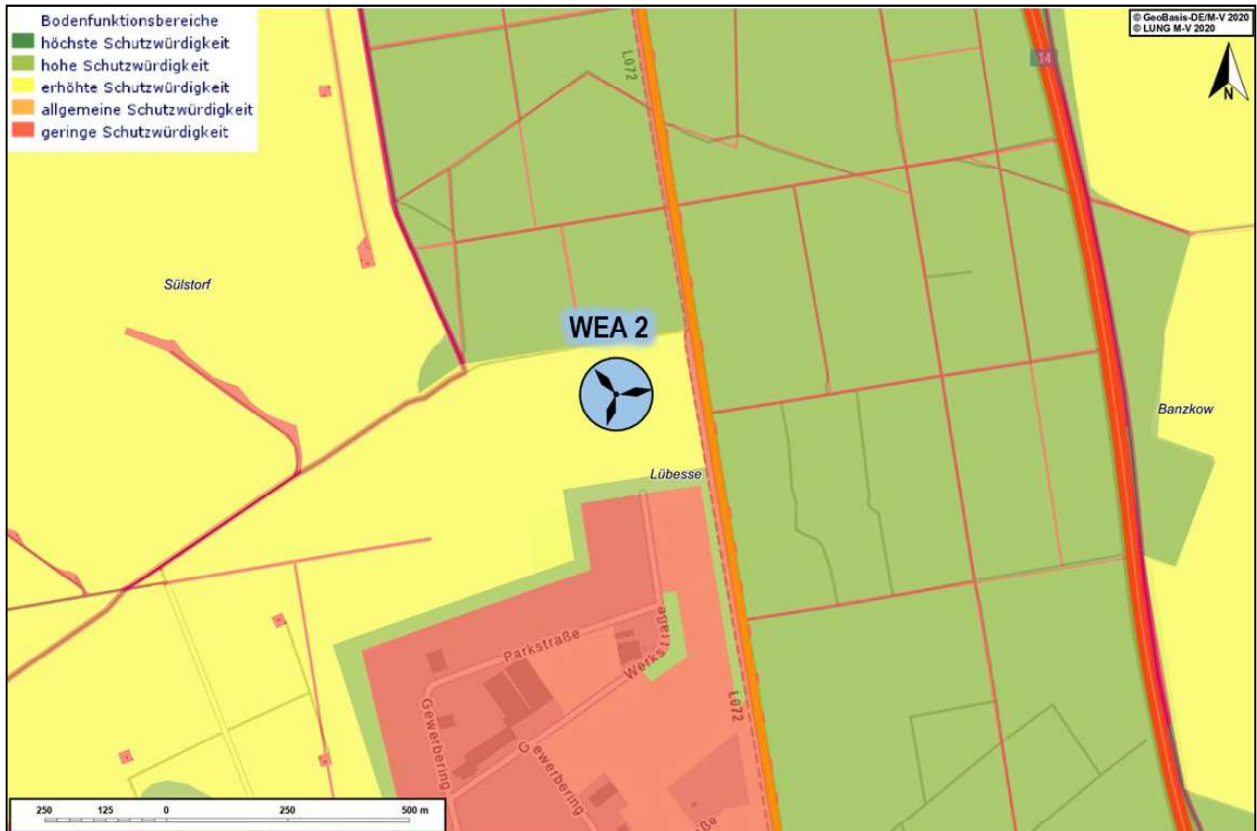 Bodenfunktionsbereiche
höchste Schutzwürdigkeit
hohe Schutzwürdigkeit
erhöhte Schutzwürdigkeit
allgemeine Schutzwürdigkeit
geringe Schutzwürdigkeit
© GeoBasis-DE/M-V 2020
© LUNG M-V 2020
N
L072
14
Sülstorf
WEA 2
Banzkow
Lübesse
Parkstraße
Werkstraße
Gewerbering
Gewerbering
L072
250 125 0 250 500 m